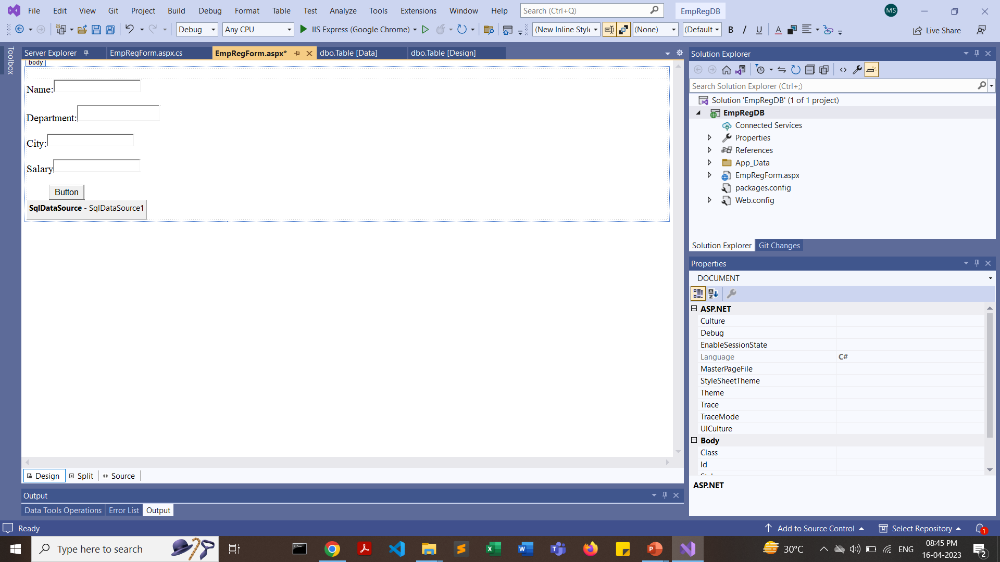 File Edit View Git Project Build Debug Format Table Test Analyze Tools Extensions Window Help Search (Ctrl+Q) EmpRegDB MS
Debug Any CPU IIS Express (Google Chrome) (New Inline Style (None) (Default B I U A Live Share
Toolbox
Server Explorer EmpRegForm.aspx.cs EmpRegForm.aspx* dbo.Table [Data] dbo.Table [Design]
body
Name:
Department:
City:
Salary
Button
SqlDataSource - SqlDataSource1
Design Split Source
Output
Data Tools Operations Error List Output
Solution Explorer
Search Solution Explorer (Ctrl+;)
Solution 'EmpRegDB' (1 of 1 project)
EmpRegDB
Connected Services
Properties
References
App_Data
EmpRegForm.aspx
packages.config
Web.config
Solution Explorer Git Changes
Properties
DOCUMENT
ASP.NET
Culture
Debug
EnableSessionState
Language C#
MasterPageFile
StyleSheetTheme
Theme
Trace
TraceMode
UICulture
Body
Class
Id
ASP.NET
Ready Add to Source Control Select Repository 1
Type here to search 30°C ENG 08:45 PM
16-04-2023 2